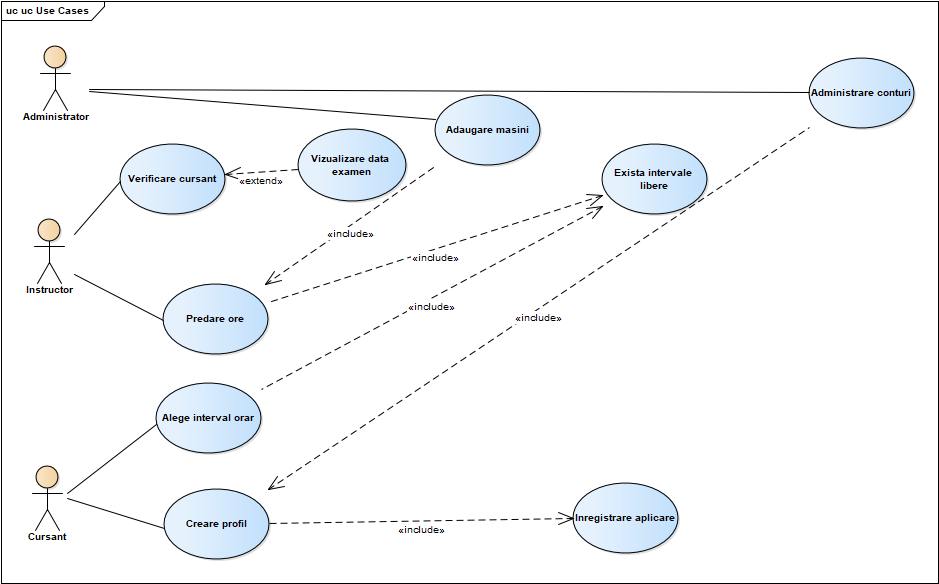 uc uc Use Cases
Administrator
Administrare conturi
Adaugare masini
Vizualizare data
examen
Verificare cursant
«extend»
Exista intervale
libere
«include»
Instructor
«include»
Predare ore
«include»
«include»
Alege interval orar
Cursant
Creare profil
«include»
Inregistrare aplicare